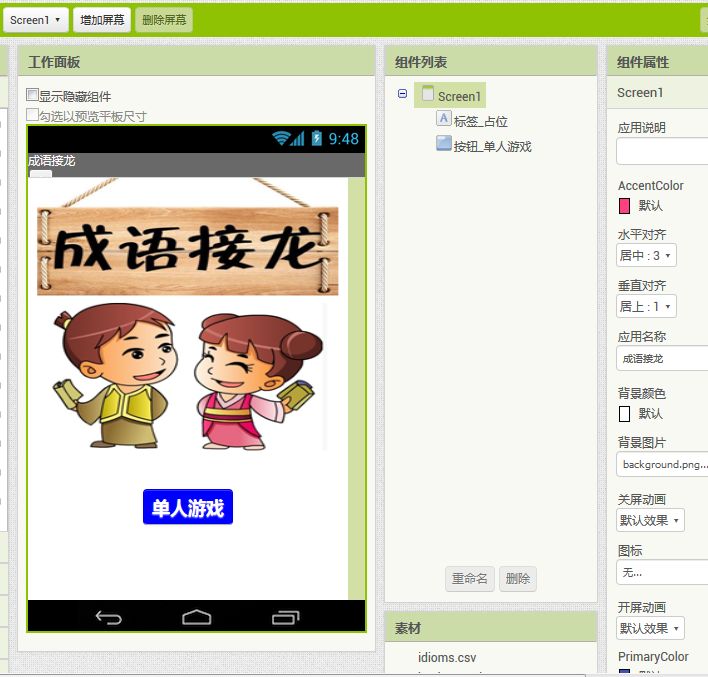 Screen1
增加屏幕
删除屏幕
工作面板
显示隐藏组件
勾选以预览平板尺寸
9:48
成语接龙
成语接龙
单人游戏
组件列表
Screen1
标签_占位
按钮_单人游戏
重命名
删除
素材
idioms.csv
组件属性
Screen1
应用说明
AccentColor
默认
水平对齐
居中 : 3
垂直对齐
居上 : 1
应用名称
成语接龙
背景颜色
默认
背景图片
background.png...
关屏动画
默认效果
图标
无...
开屏动画
默认效果
PrimaryColor